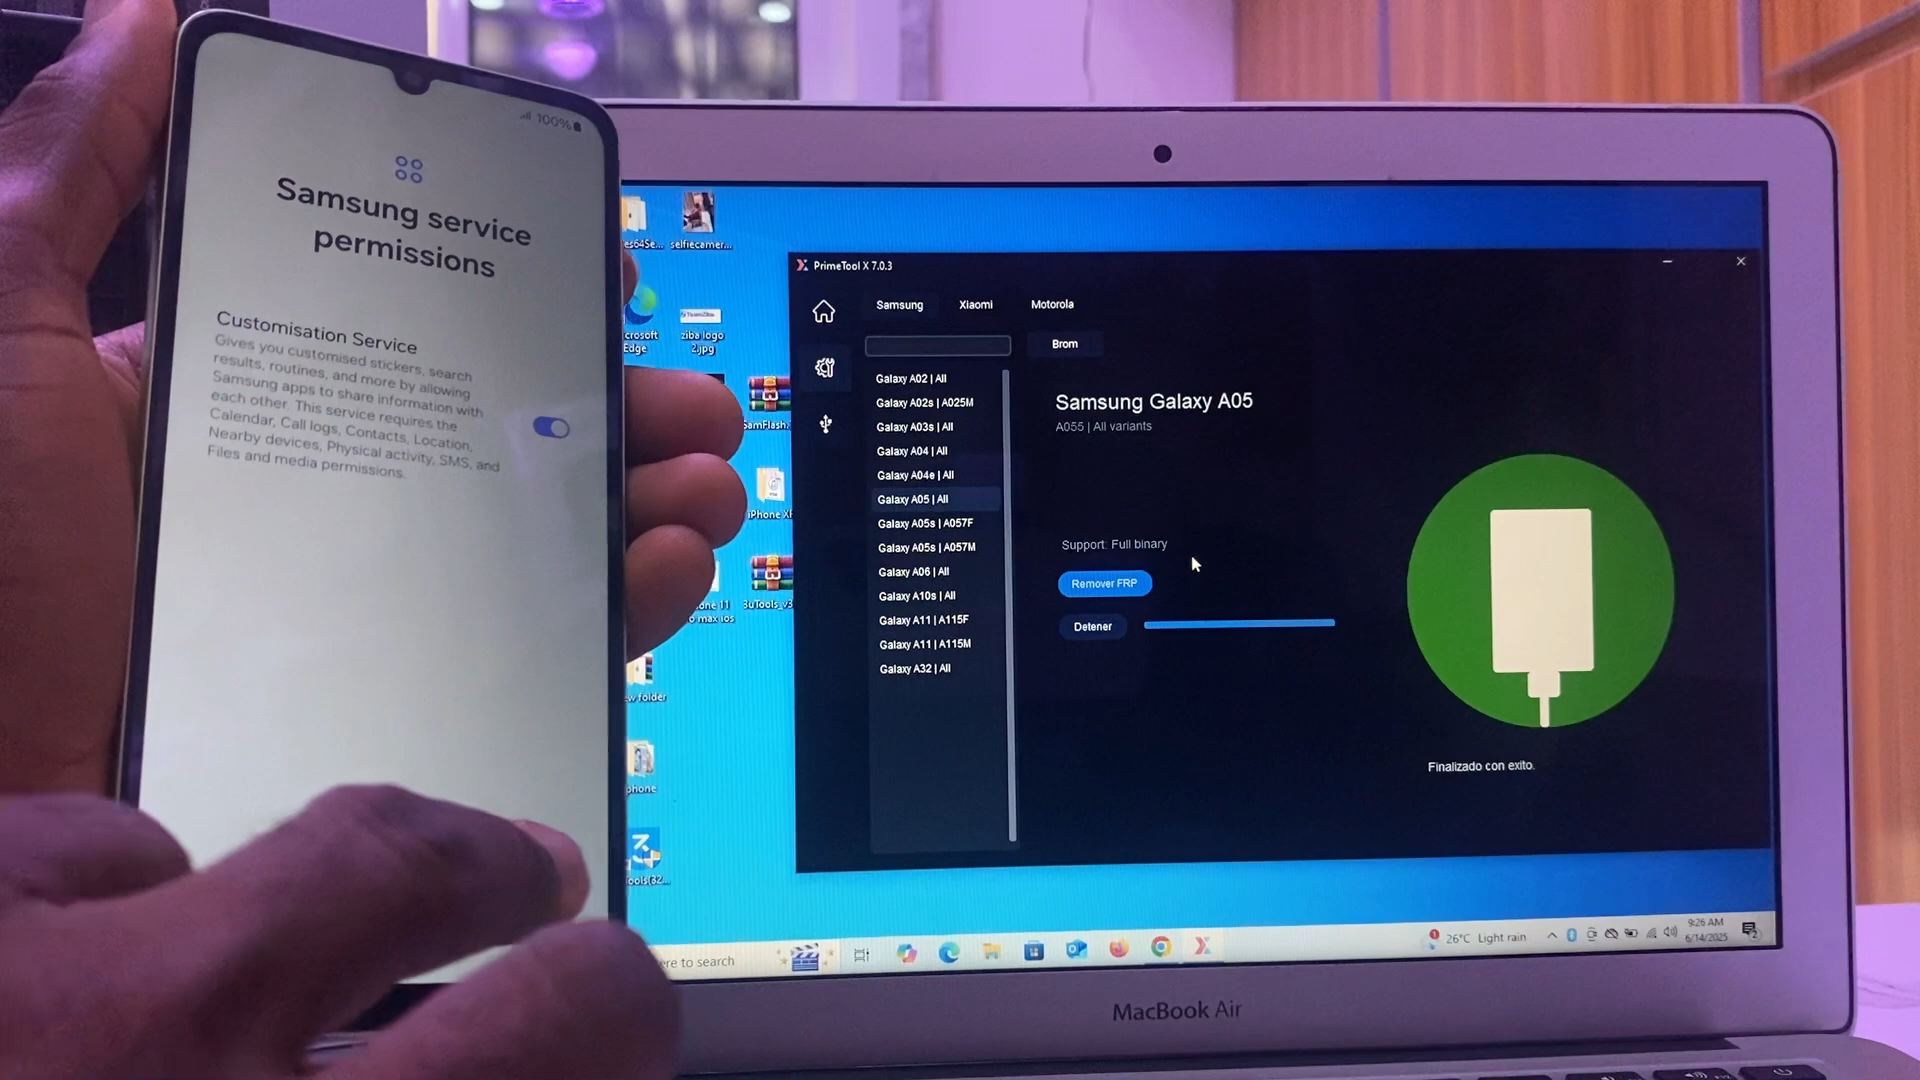 100%
Samsung service
permissions
Customisation Service
Gives you customised stickers, search
results, routines, and more by allowing
Samsung apps to share information with
each other. This service requires the
Calendar, Call logs, Contacts, Location,
Nearby devices, Physical activity, SMS, and
Files and media permissions.
selfiecamer...
Edge
ziba logo
2.jpg
3uTools_v3
PrimeTool X 7.0.3
Samsung
Xiaomi
Motorola
Brom
Galaxy A02 | All
Galaxy A02s | A025M
Galaxy A03s | All
Galaxy A04 | All
Galaxy A04e | All
Galaxy A05 | All
Galaxy A05s | A057F
Galaxy A05s | A057M
Galaxy A06 | All
Galaxy A10s | All
Galaxy A11 | A115F
Galaxy A11 | A115M
Galaxy A32 | All
Samsung Galaxy A05
A055 | All variants
Support: Full binary
Remover FRP
Detener
Finalizado con exito.
iPhone
max ios
folder
phone
ere to search
26°C Light rain
9:26 AM
6/14/2025
MacBook Air